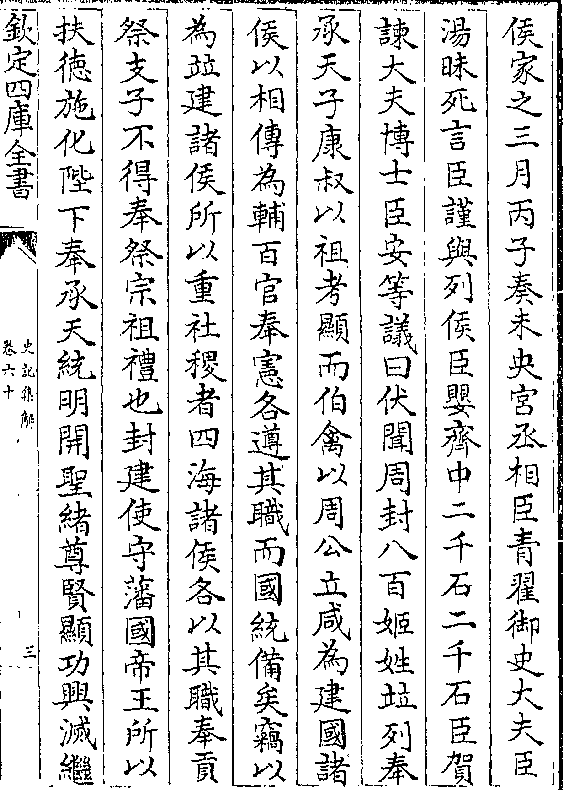 侯家之三月丙子奏未央宮丞相臣青翟御史大夫臣
湯昧死言臣謹與列侯臣嬰齊中二千石二千石臣賀
諫大夫博士臣安等議曰伏聞周封八百姬姓竝列奉
承天子康叔以祖考顯而伯禽以周公立咸為建國諸
侯以相傳為輔百官奉憲各遵其職而國統備矣竊以
為竝建諸侯所以重社稷者四海諸侯各以其職奉貢
祭支子不得奉祭宗祖禮也封建使守藩國帝王所以
扶德施化陛下奉承天統明開聖緒尊賢顯功興滅繼
欽定四庫全書
史記集解
卷六十
三